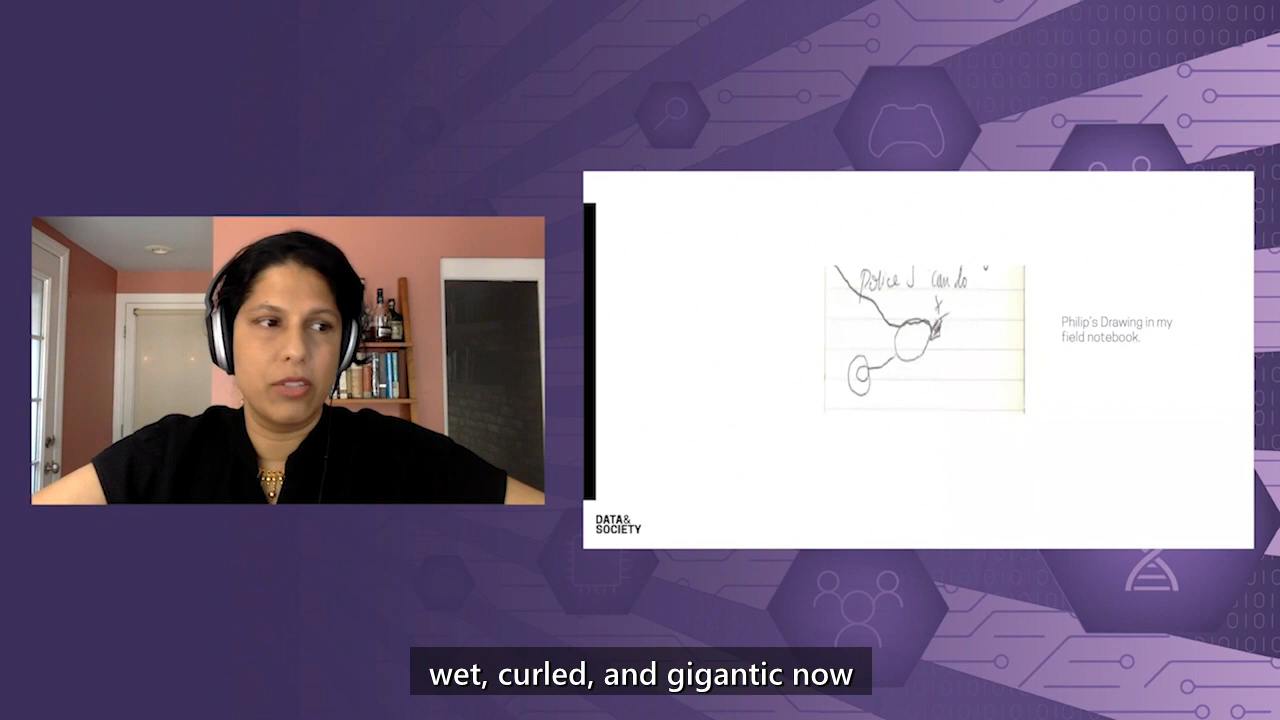 Police I can do
Philip's Drawing in my
field notebook.
DATA&
SOCIETY
wet, curled, and gigantic now